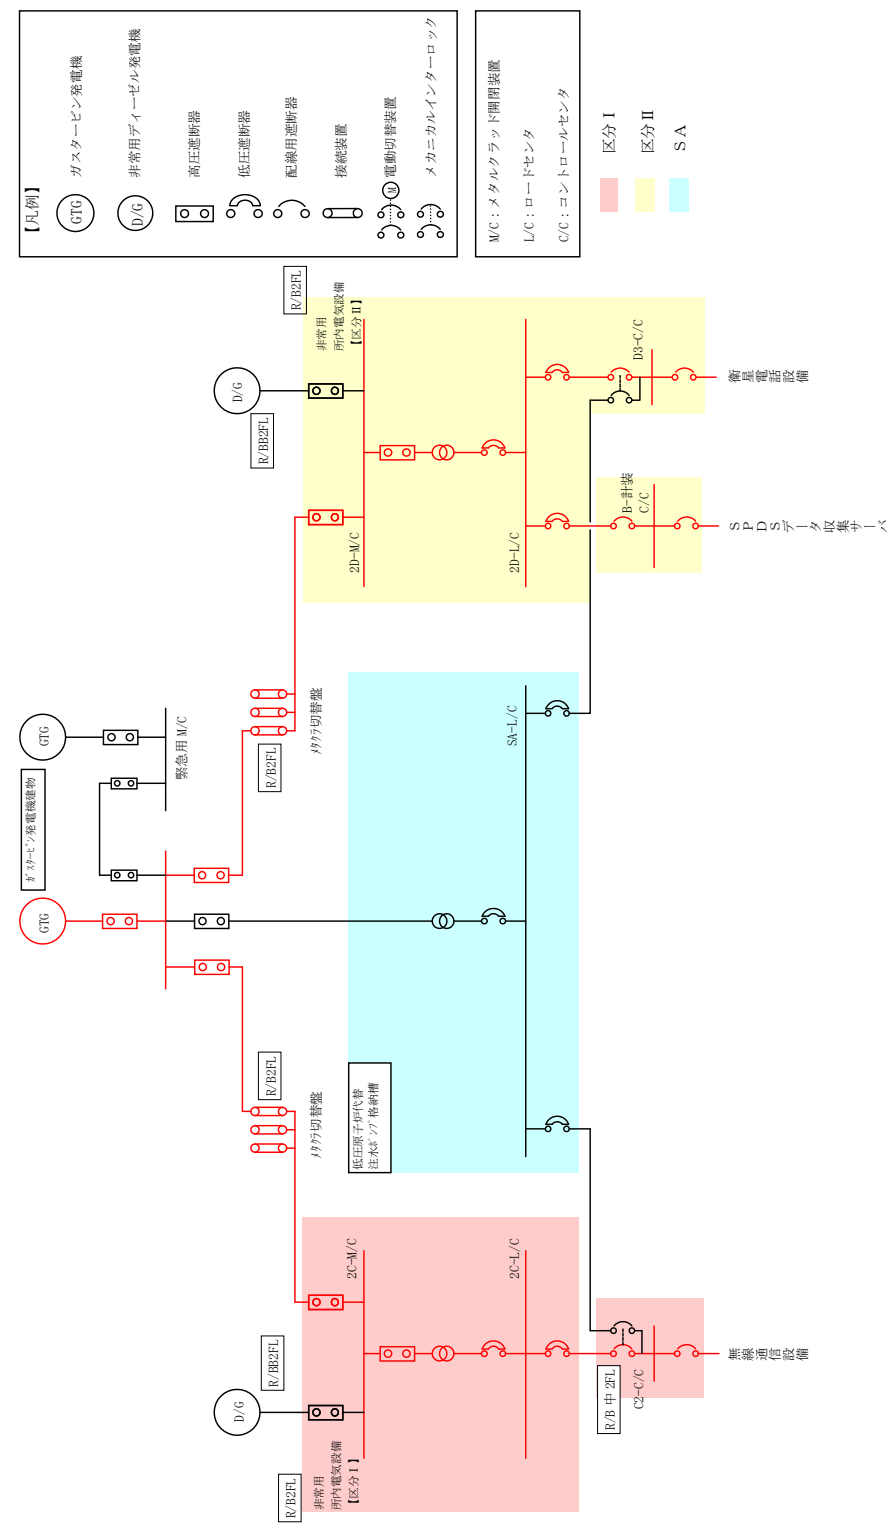 【凡例】
GTG
ガスタービン発電機
D/G
非常用ディーゼル発電機
高圧遮断器
低圧遮断器
配線用遮断器
接続装置
M
電動切替装置
メカニカルインターロック
M/C：メタルクラッド開閉装置
L/C：ロードセンタ
C/C：コントロールセンタ
区分Ⅰ
区分Ⅱ
ＳＡ
GTG
GTG
ｶﾞｽﾀｰﾋﾞﾝ発電機建物
緊急用 M/C
D/G
R/BB2FL
R/B2FL
非常用
所内電気設備
【区分Ⅱ】
2D-M/C
2D-L/C
D3-C/C
衛星電話設備
B-計装
C/C
ＳＰＤＳデータ収集サーバ
R/B2FL
ﾒﾀｸﾗ切替盤
SA-L/C
低圧原子炉代替
注水ﾎﾟﾝﾌﾟ格納槽
R/B2FL
ﾒﾀｸﾗ切替盤
D/G
R/BB2FL
R/B2FL
非常用
所内電気設備
【区分Ⅰ】
2C-M/C
2C-L/C
R/B 中 2FL
C2-C/C
無線通信設備